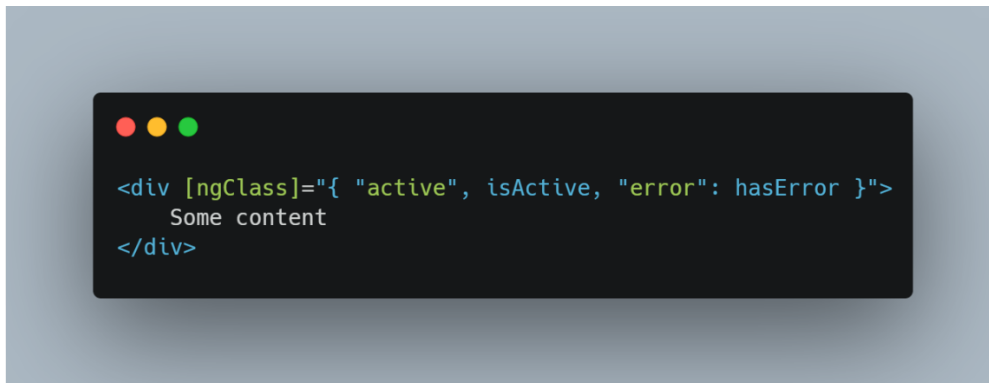 <div [ngClass]="{ "active", isActive, "error": hasError }">
Some content
</div>